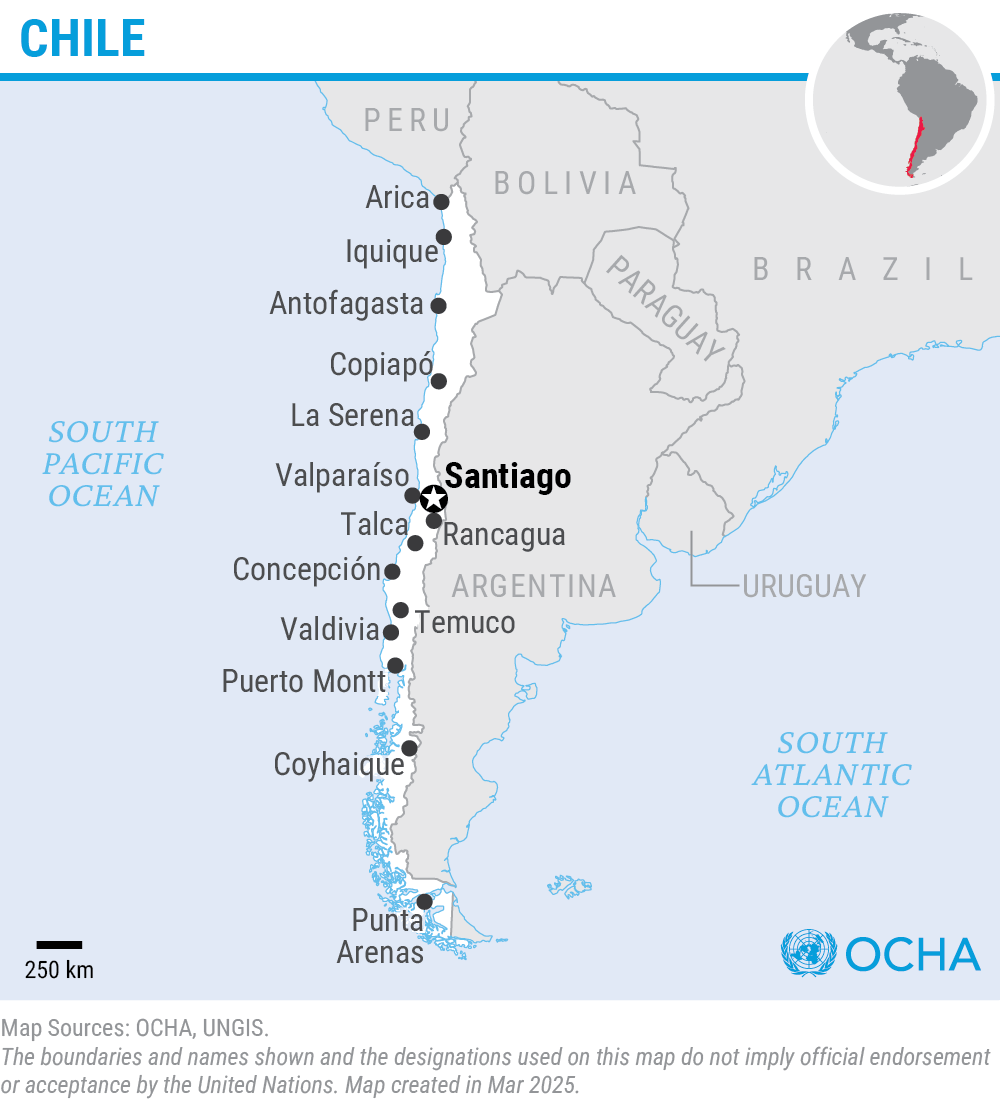 CHILE
PERU
BOLIVIA
BRAZIL
PARAGUAY
Arica
Iquique
Antofagasta
Copiapó
La Serena
SOUTH
PACIFIC
OCEAN
Valparaíso
Santiago
Talca
Rancagua
Concepción
ARGENTINA
URUGUAY
Temuco
Valdivia
Puerto Montt
Coyhaique
SOUTH
ATLANTIC
OCEAN
Punta
Arenas
250 km
OCHA
Map Sources: OCHA, UNGIS.
The boundaries and names shown and the designations used on this map do not imply official endorsement
or acceptance by the United Nations. Map created in Mar 2025.